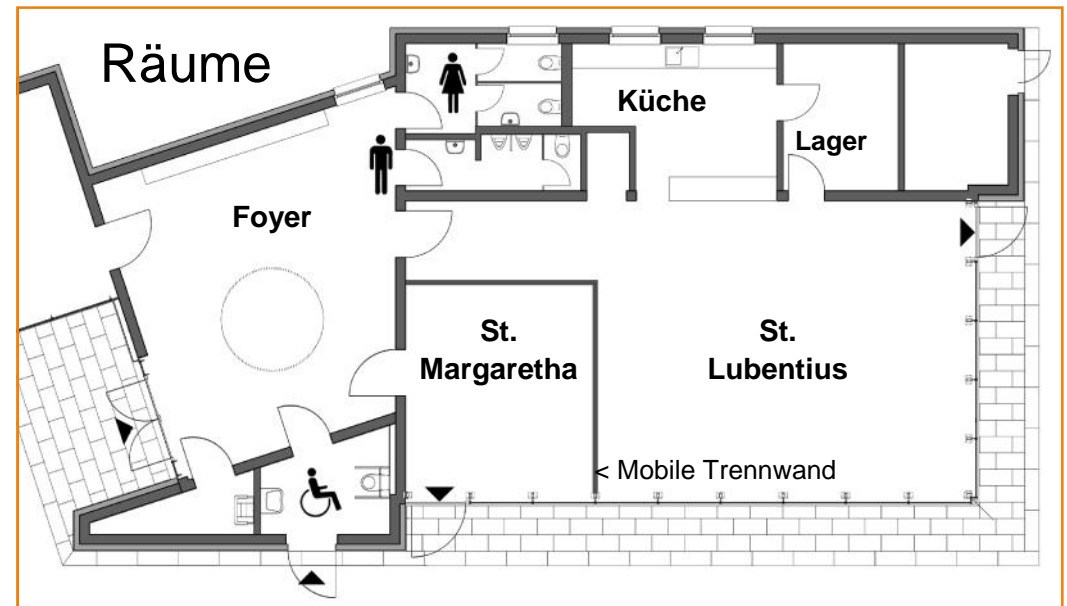 Räume
Küche
Lager
Foyer
St.
Margaretha
St.
Lubentius
< Mobile Trennwand